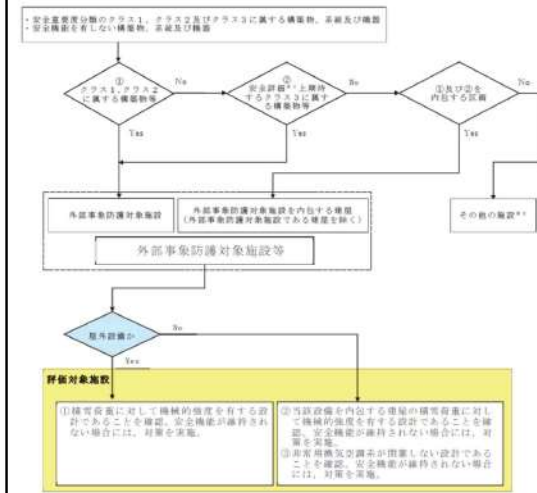 ・安全重要度分類のクラス1、クラス2及びクラス3に属する構築物、系統及び機器
・安全機能を有しない構築物、系統及び機器
①
クラス1、クラス2
に属する構築物等
No
②
安全評価※1上期待
するクラス3に属す
る構築物等
No
①及び②を
内包する区画
No
Yes
Yes
Yes
外部事象防護対象施設
外部事象防護対象施設を内包する建屋
(外部事象防護対象施設である建屋を除く)
その他の施設
外部事象防護対象施設等
屋外設備か
No
Yes
評価対象施設
①積雪荷重に対して機械的強度を有する設
計であることを確認、安全機能が維持され
ない場合には、対策を実施。
②当該設備を内包する建屋の積雪荷重に対し
て機械的強度を有する設計であることを確
認、安全機能が維持されない場合には、対
策を実施。
③非常用換気空調系が閉塞しない設計である
ことを確認、安全機能が維持されない場合
には、対策を実施。